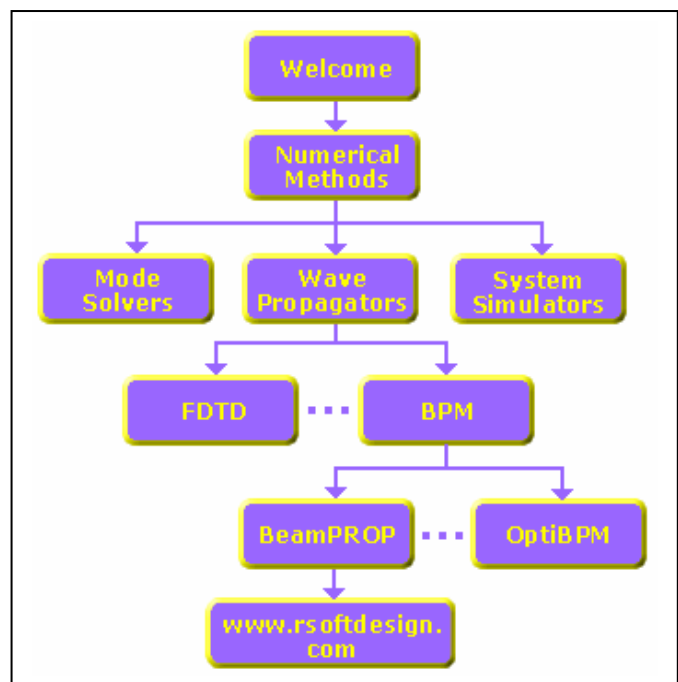 Welcome
Numerical
Methods
Mode
Solvers
Wave
Propagators
System
Simulators
FDTD
BPM
BeamPROP
OptiBPM
www.rsoftdesign.
com